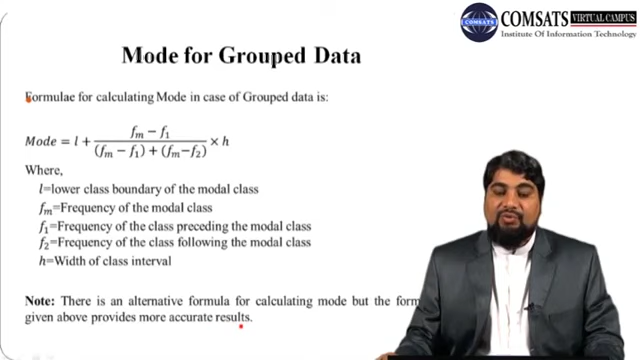 COMSATS VIRTUAL CAMPUS
Institute Of Information Technology
COMSATS
Mode for Grouped Data
Formulae for calculating Mode in case of Grouped data is:
Mode = l + (fₘ − f₁) / ((fₘ − f₁) + (fₘ−f₂)) × h
Where,
l=lower class boundary of the modal class
fₘ=Frequency of the modal class
f₁=Frequency of the class preceding the modal class
f₂=Frequency of the class following the modal class
h=Width of class interval
Note: There is an alternative formula for calculating mode but the form
given above provides more accurate results.